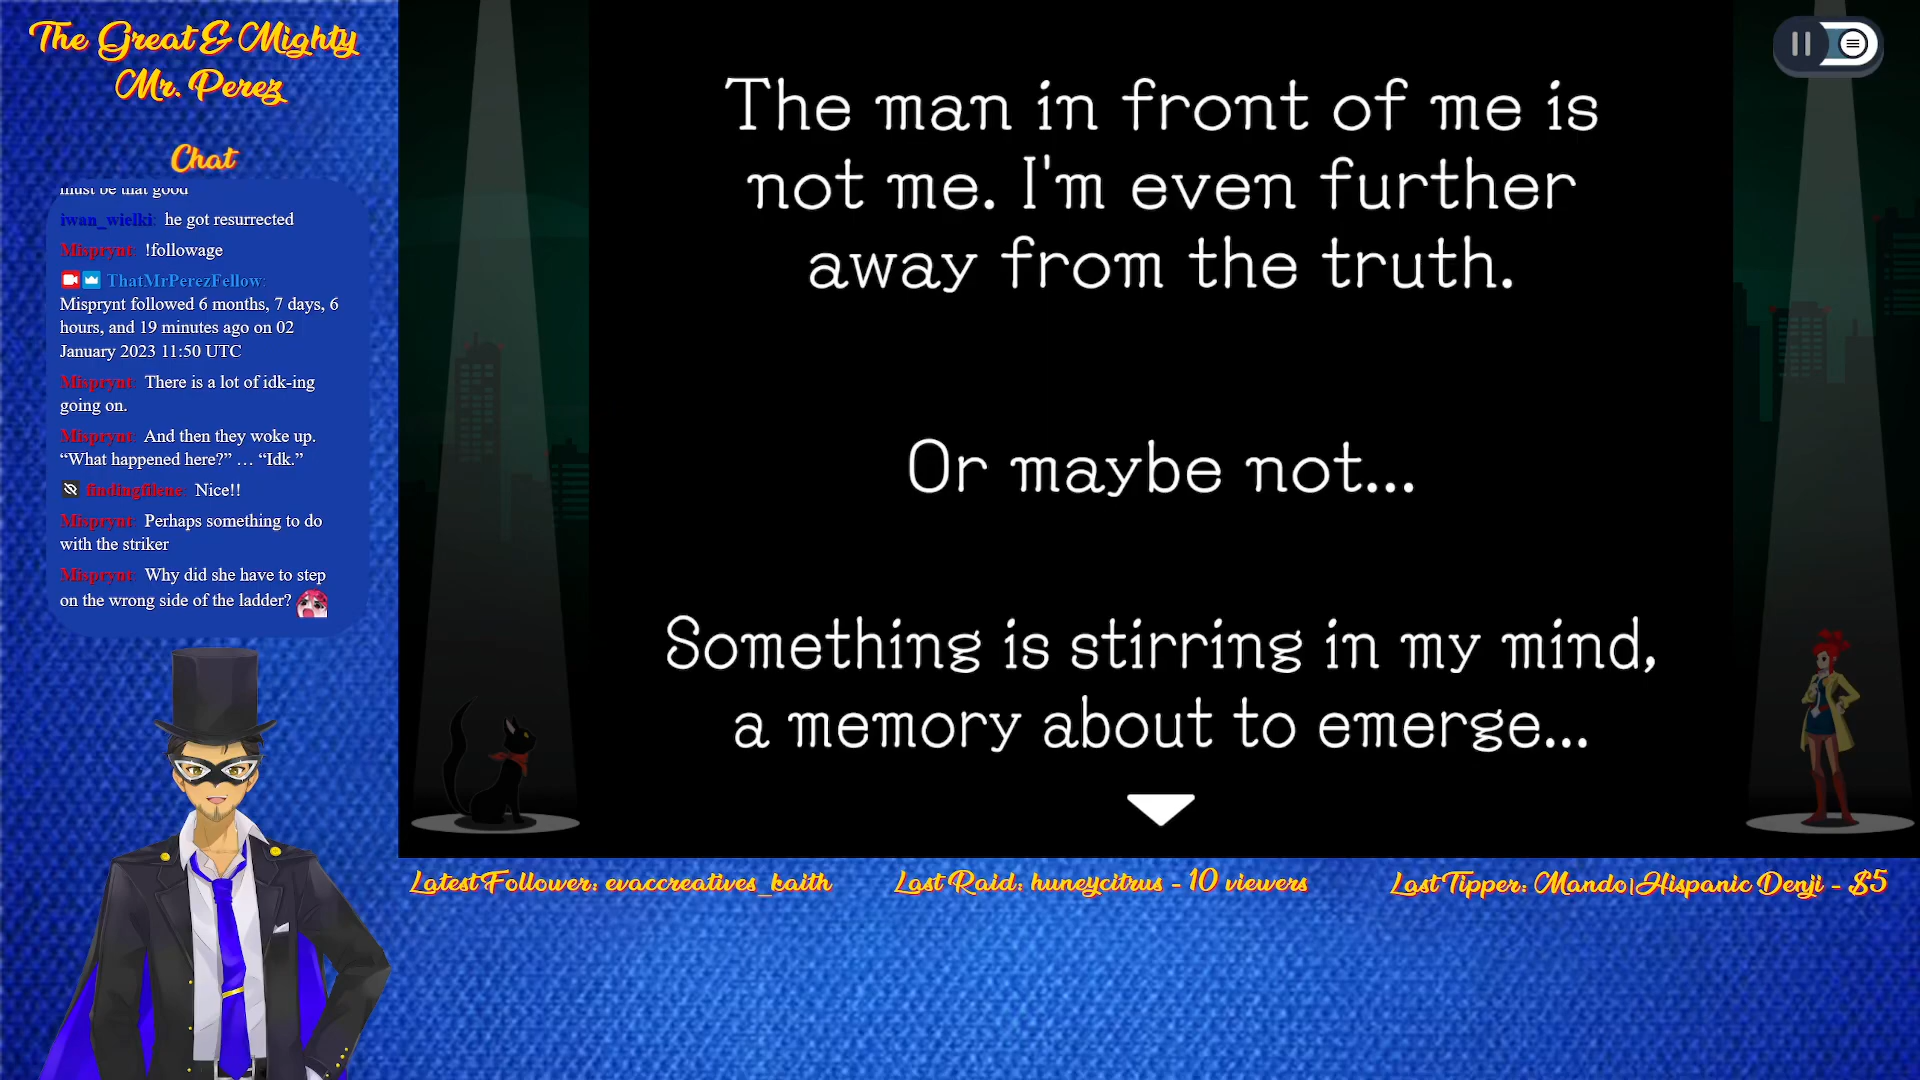 The Great & Mighty
Mr. Perez
Chat
must be that good
iwan_wielki: he got resurrected
Misprynt: !followage
ThatMrPerezFellow:
Misprynt followed 6 months, 7 days, 6
hours, and 19 minutes ago on 02
January 2023 11:50 UTC
Misprynt: There is a lot of idk-ing
going on.
Misprynt: And then they woke up.
“What happened here?” … “Idk.”
findingfilene: Nice!!
Misprynt: Perhaps something to do
with the striker
Misprynt: Why did she have to step
on the wrong side of the ladder?
The man in front of me is
not me. I'm even further
away from the truth.
Or maybe not...
Something is stirring in my mind,
a memory about to emerge...
Latest Follower: evaccreatives_kaith
Last Raid: huneycitrus - 10 viewers
Last Tipper: Mando|Hispanic Denji - $5